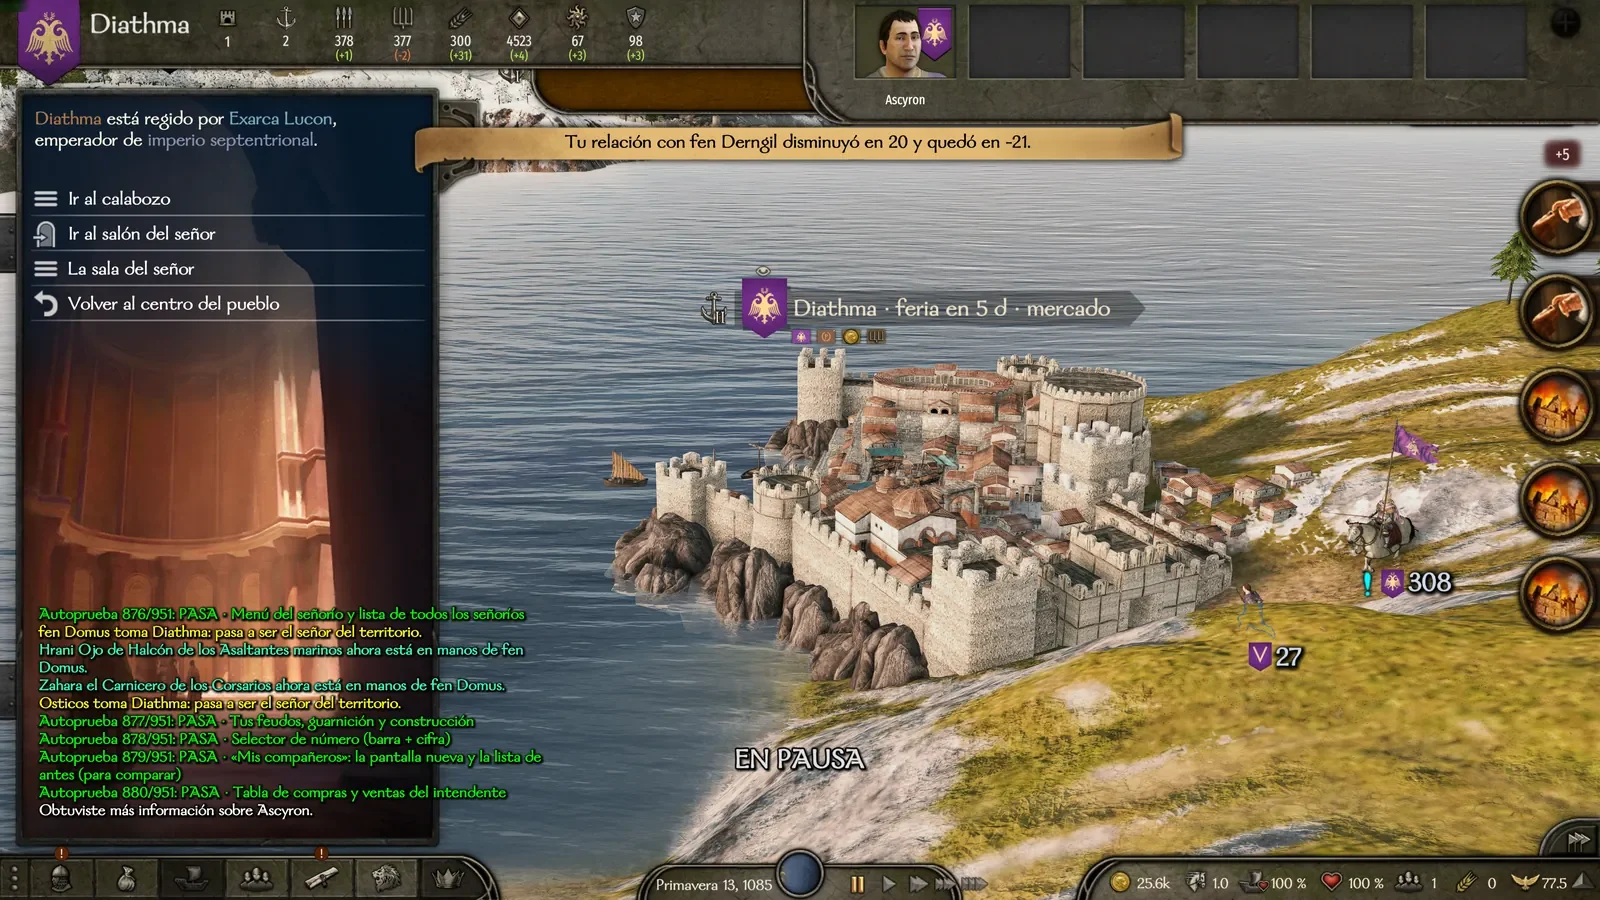 Diathma
1
2
378
377
300
4523
67
98
(+1)
(-2)
(+31)
(+4)
(+3)
(+3)
Ascyron
Diathma está regido por Exarca Lucon,
emperador de imperio septentrional.
Tu relación con fen Derngil disminuyó en 20 y quedó en -21.
+5
Ir al calabozo
Ir al salón del señor
La sala del señor
Volver al centro del pueblo
Diathma · feria en 5 d · mercado
308
V 27
Autoprueba 876/951: PASA · Menú del señorío y lista de todos los señoríos
fen Domus toma Diathma: pasa a ser el señor del territorio.
Hrani Ojo de Halcón de los Asaltantes marinos ahora está en manos de fen
Domus.
Zahara el Carnicero de los Corsarios ahora está en manos de fen Domus.
Osticos toma Diathma: pasa a ser el señor del territorio.
Autoprueba 877/951: PASA · Tus feudos, guarnición y construcción
Autoprueba 878/951: PASA · Selector de número (barra + cifra)
Autoprueba 879/951: PASA · «Mis compañeros»: la pantalla nueva y la lista de
antes (para comparar)
Autoprueba 880/951: PASA · Tabla de compras y ventas del intendente
Obtuviste más información sobre Ascyron.
EN PAUSA
Primavera 13, 1085
25.6k
1.0
100 %
100 %
1
0
77.5